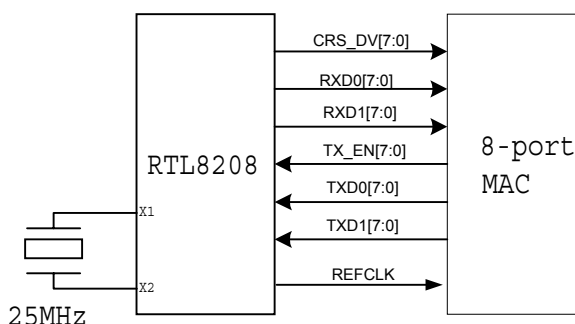 CRS_DV[7:0]
RXD0[7:0]
RXD1[7:0]
TX_EN[7:0]
TXD0[7:0]
TXD1[7:0]
REFCLK
RTL8208
X1
X2
25MHz
8-port
MAC